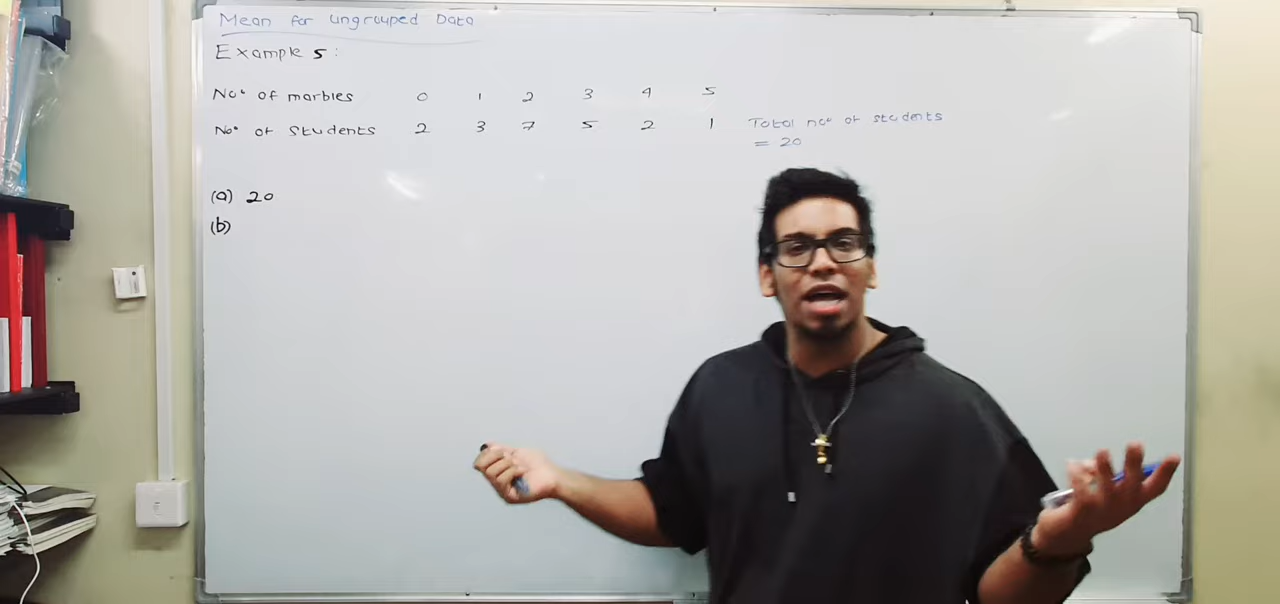 Mean for ungrouped Data
Example 5:
No. of marbles 0 1 2 3 4 5
No. of Students 2 3 7 5 2 1
Total no. of students
= 20
(a) 20
(b)